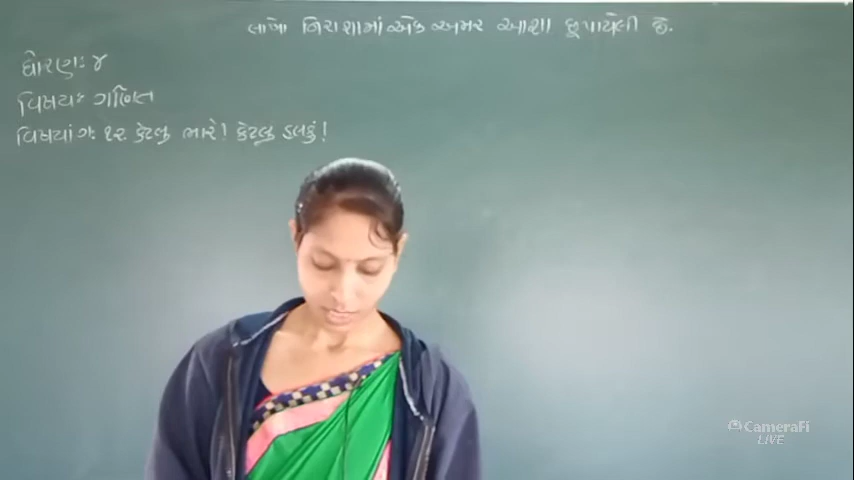 લાખો નિરાશામાં એક અમર આશા છુપાયેલી છે.
ધોરણ: ૪
વિષય: ગણિત
વિષયાંગ: ૧૨. કેટલું ભારે! કેટલું હલકું!
CameraFi
LIVE